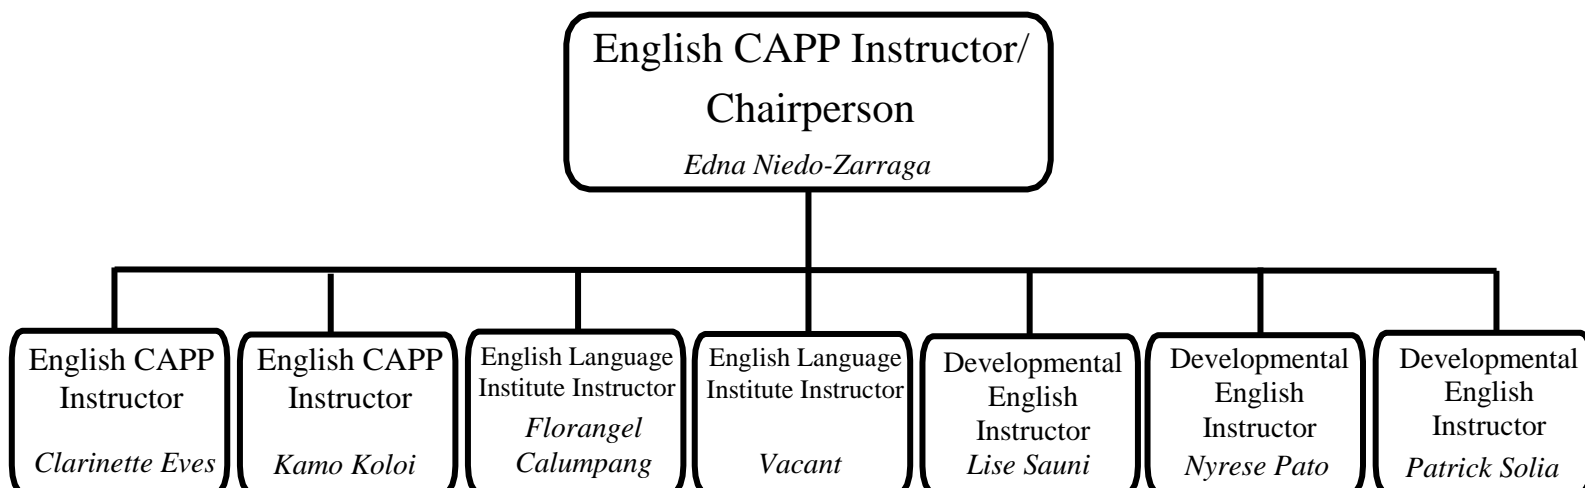 English CAPP Instructor/
Chairperson
Edna Niedo-Zarraga
English CAPP
Instructor
Clarinette Eves
English CAPP
Instructor
Kamo Koloi
English Language
Institute Instructor
Florangel
Calumpang
English Language
Institute Instructor
Vacant
Developmental
English
Instructor
Lise Sauni
Developmental
English
Instructor
Nyrese Pato
Developmental
English
Instructor
Patrick Solia